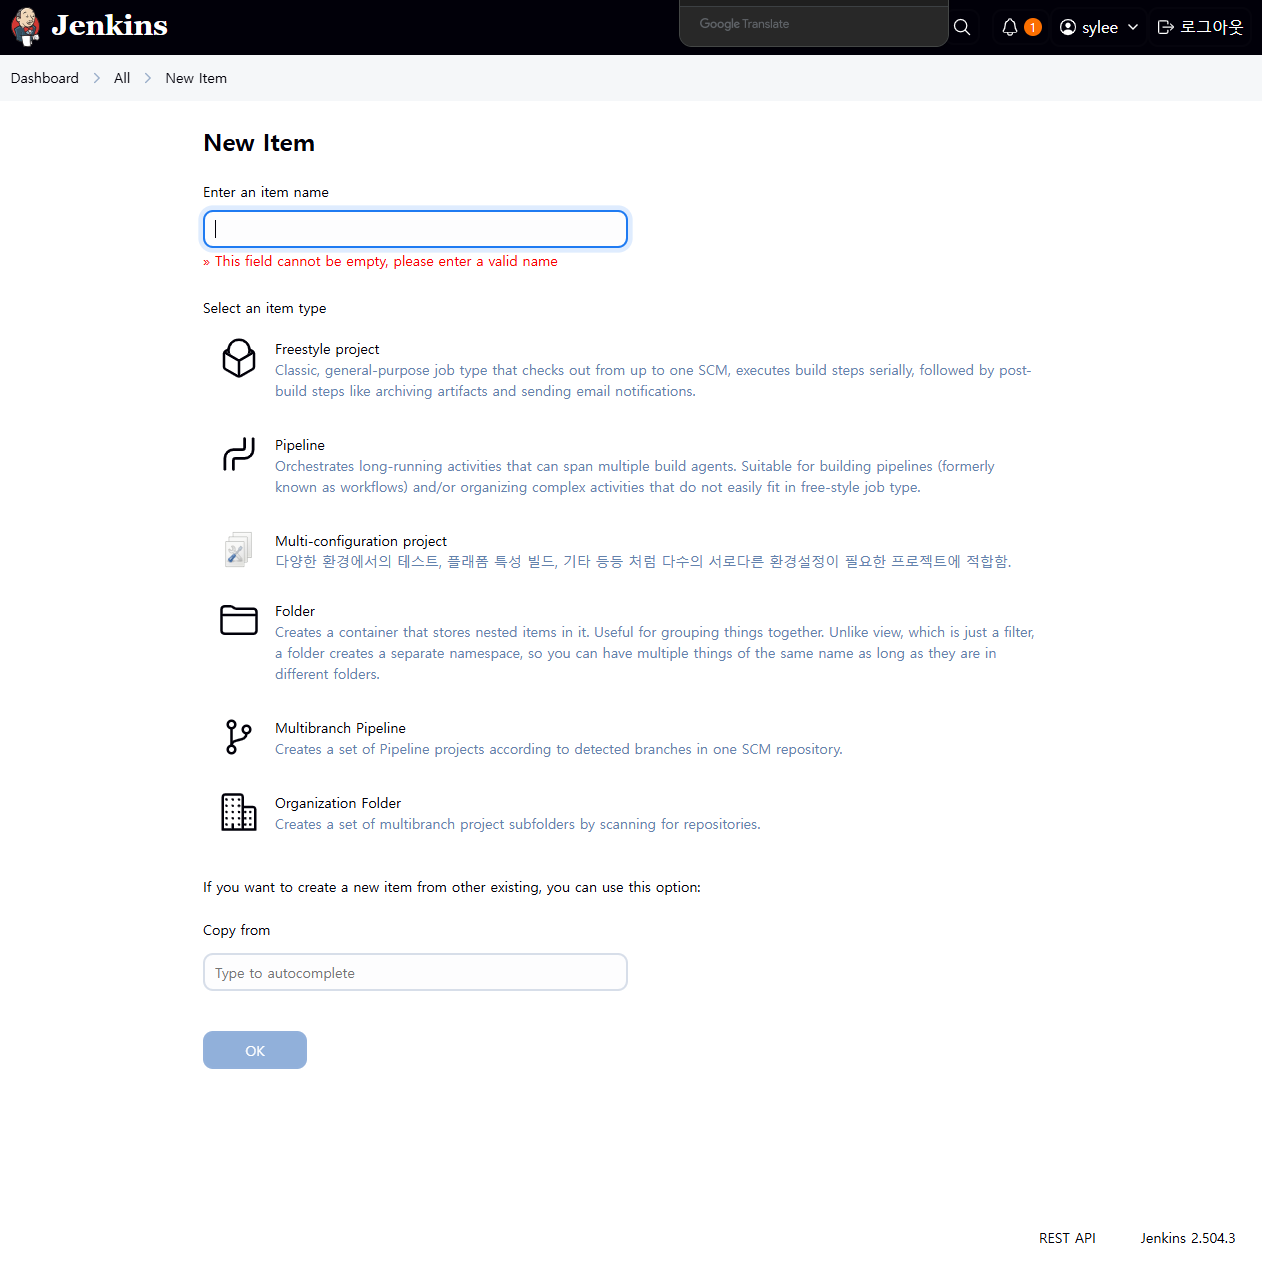 Jenkins
Google Translate
1
sylee
로그아웃
Dashboard
All
New Item
New Item
Enter an item name
» This field cannot be empty, please enter a valid name
Select an item type
Freestyle project
Classic, general-purpose job type that checks out from up to one SCM, executes build steps serially, followed by post-
build steps like archiving artifacts and sending email notifications.
Pipeline
Orchestrates long-running activities that can span multiple build agents. Suitable for building pipelines (formerly
known as workflows) and/or organizing complex activities that do not easily fit in free-style job type.
Multi-configuration project
다양한 환경에서의 테스트, 플래폼 특성 빌드, 기타 등등 처럼 다수의 서로다른 환경설정이 필요한 프로젝트에 적합함.
Folder
Creates a container that stores nested items in it. Useful for grouping things together. Unlike view, which is just a filter,
a folder creates a separate namespace, so you can have multiple things of the same name as long as they are in
different folders.
Multibranch Pipeline
Creates a set of Pipeline projects according to detected branches in one SCM repository.
Organization Folder
Creates a set of multibranch project subfolders by scanning for repositories.
If you want to create a new item from other existing, you can use this option:
Copy from
Type to autocomplete
OK
REST API
Jenkins 2.504.3